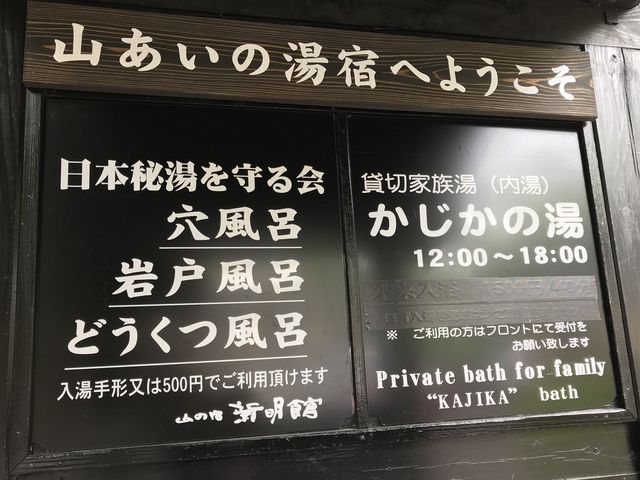 山あいの湯宿へようこそ
日本秘湯を守る会
穴風呂
岩戸風呂
どうくつ風呂
入湯手形又は500円でご利用頂けます
山の宿 新明館
貸切家族湯（内湯）
かじかの湯
12:00～18:00
※ ご利用の方はフロントにて受付を
お願い致します
Private bath for family
"KAJIKA" bath